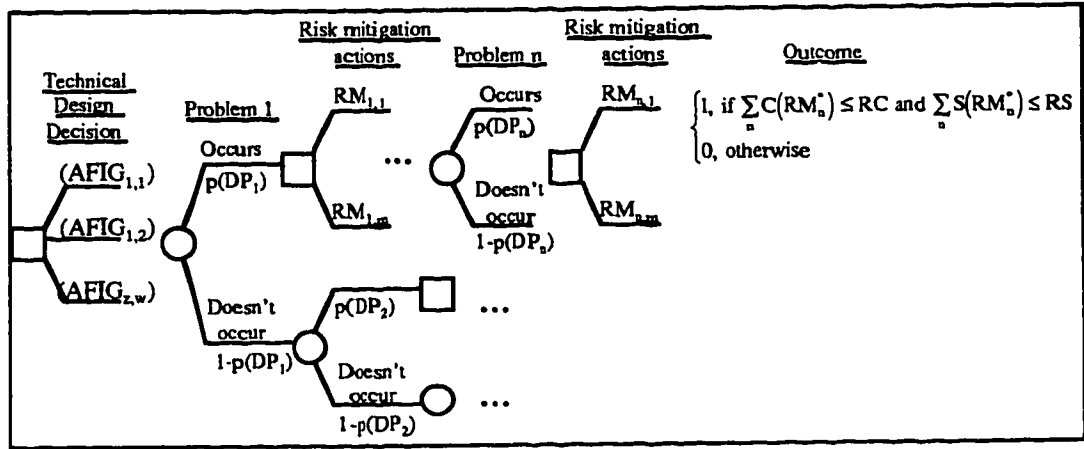 Technical
Design
Decision
(AFIG1,1)
(AFIG1,2)
(AFIGz,w)
Problem 1
Occurs
p(DP1)
Doesn't
occur
1-p(DP1)
Risk mitigation
actions
RM1,1
RM1,m
...
p(DP2)
...
Doesn't
occur
1-p(DP2)
...
Problem n
Occurs
p(DPn)
Doesn't
occur
1-p(DPn)
Risk mitigation
actions
RMn,1
RMn,m
Outcome
{1, if ∑n C(RMn*) ≤ RC and ∑n S(RMn*) ≤ RS
0, otherwise